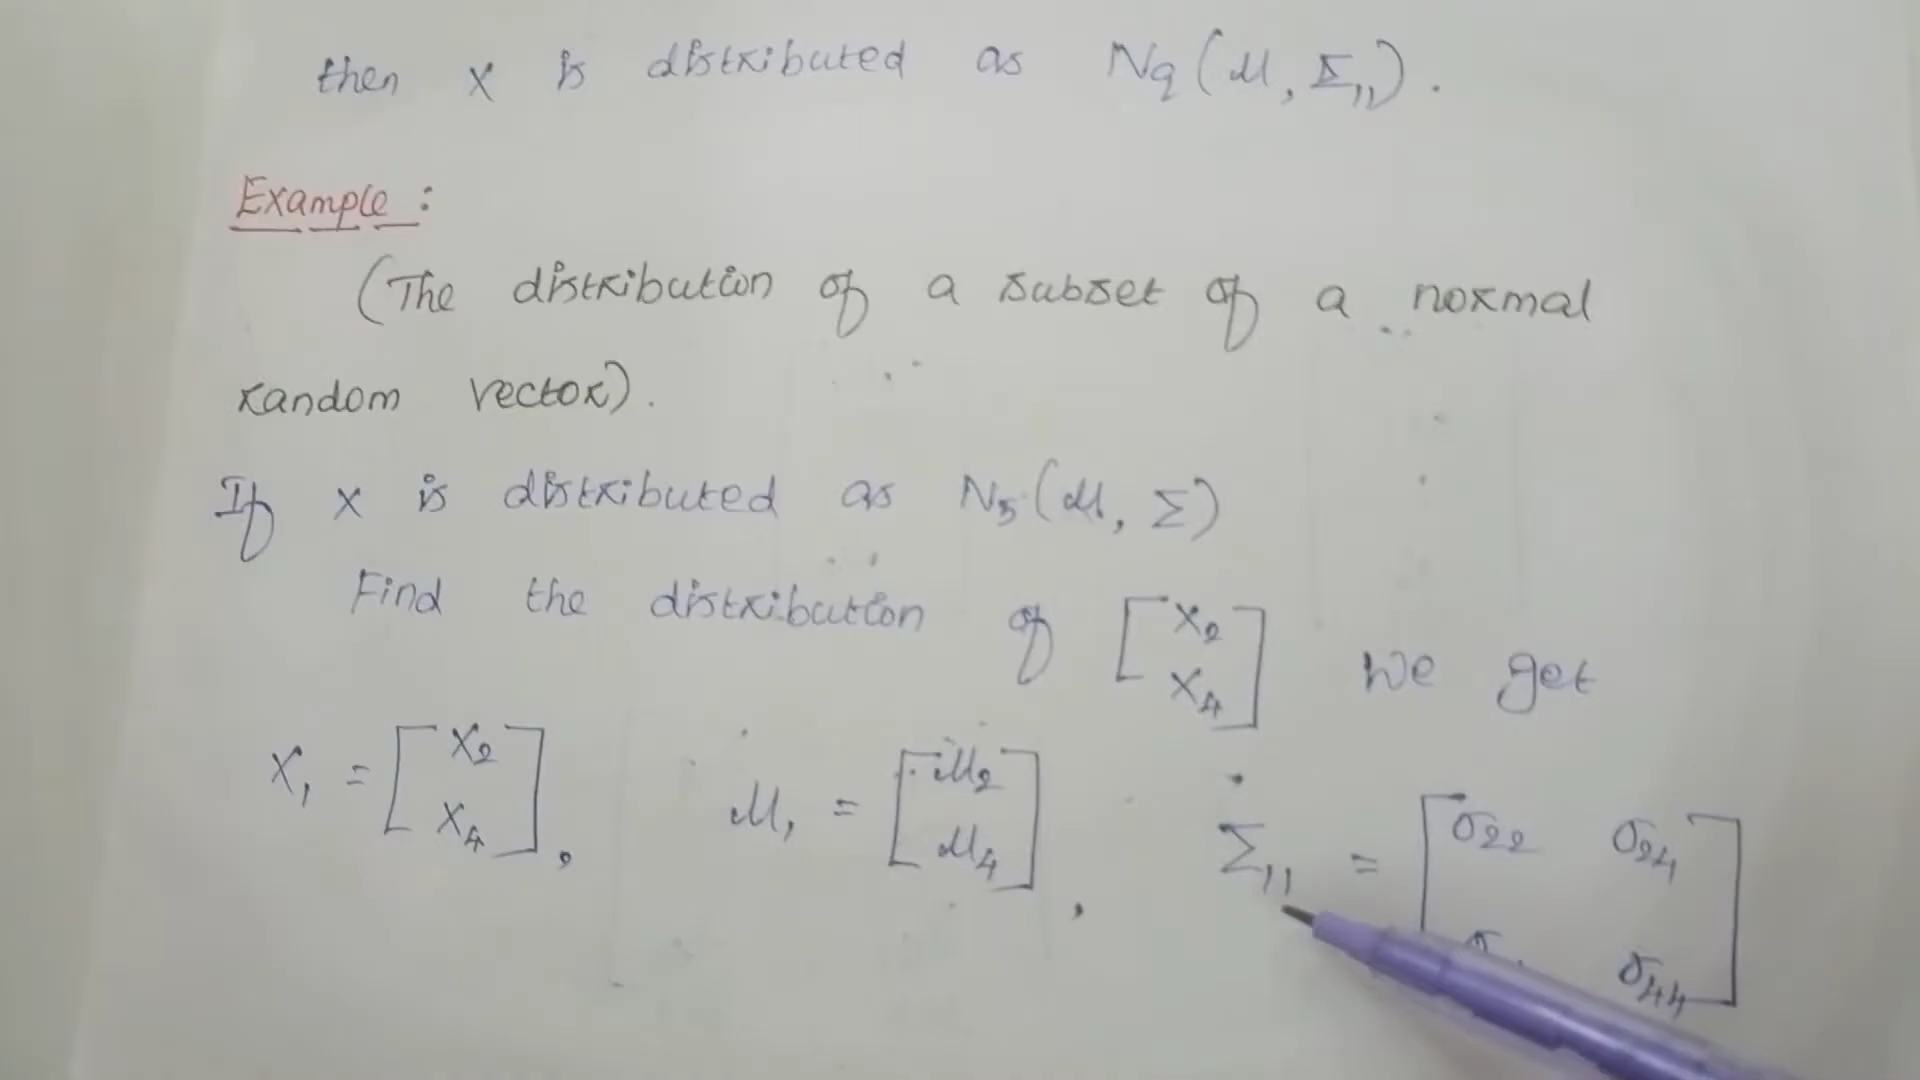 then X is distributed as Nq(μ, Σ11).
Example:
(The distribution of a subset of a normal
random vector).
If X is distributed as N5(μ, Σ)
Find the distribution of [X2 X4] we get
X1 = [X2 X4], μ1 = [μ2 μ4], Σ11 = [σ22 σ24 σ44]